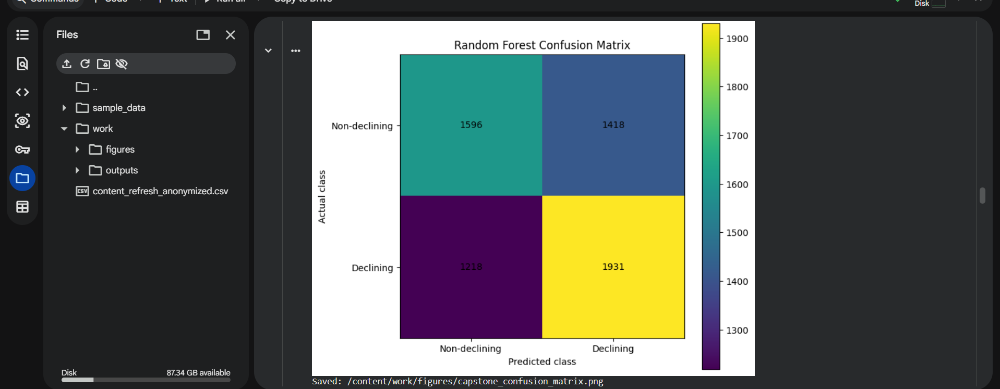 Commands Code Text Run all Copy to Drive
Disk
Files
..
sample_data
work
figures
outputs
CSV content_refresh_anonymized.csv
Disk 87.34 GB available
Random Forest Confusion Matrix
Actual class
Non-declining 1596 1418
Declining 1218 1931
Non-declining Declining
Predicted class
1900
1800
1700
1600
1500
1400
1300
Saved: /content/work/figures/capstone_confusion_matrix.png